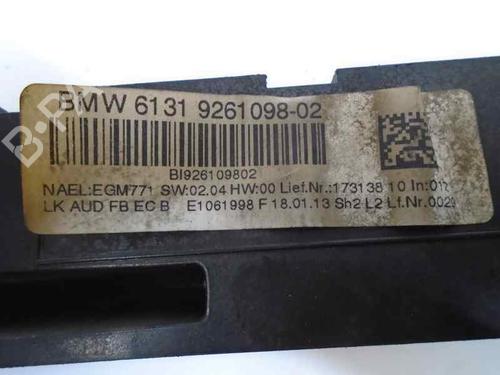 BMW 6131 9261098-02
BI926109802
NAEL:EGM771 SW:02.04 HW:00 Lief.Nr.:173138 10 In:01
LK AUD FB EC B E1061998 F 18.01.13 Sh2 L2 Lf.Nr.002
B-PA